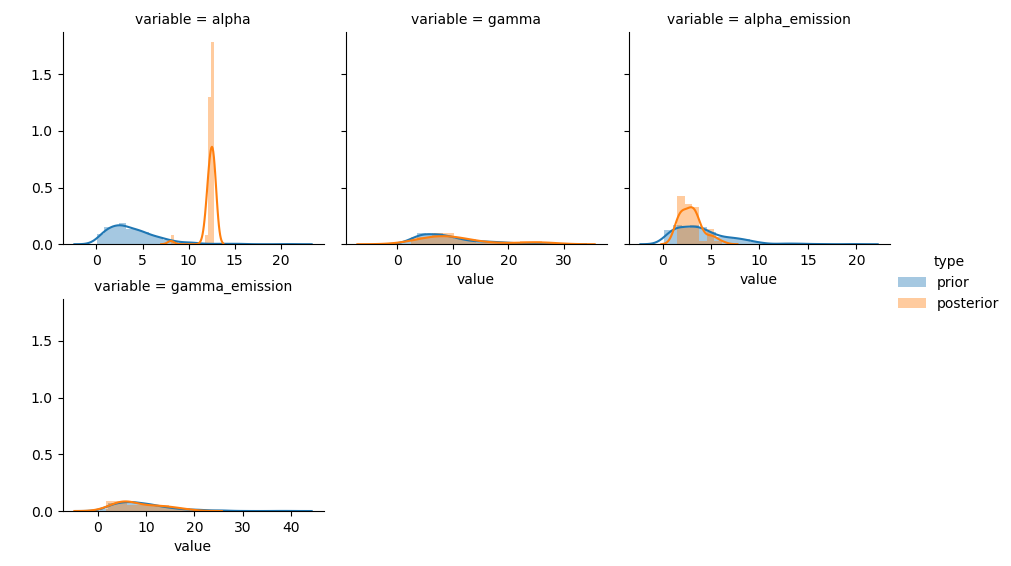 variable = alpha
variable = gamma
variable = alpha_emission
1.5
1.0
0.5
0.0
0 5 10 15 20
0 10 20 30
0 5 10 15 20
value
value
type
prior
posterior
variable = gamma_emission
1.5
1.0
0.5
0.0
0 10 20 30 40
value